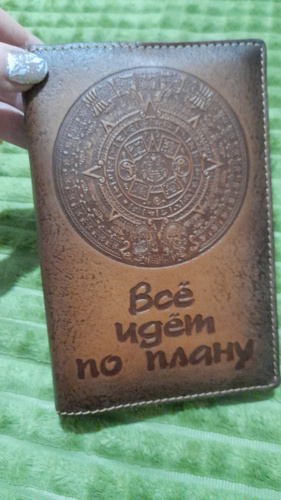 Всё
идёт
по плану